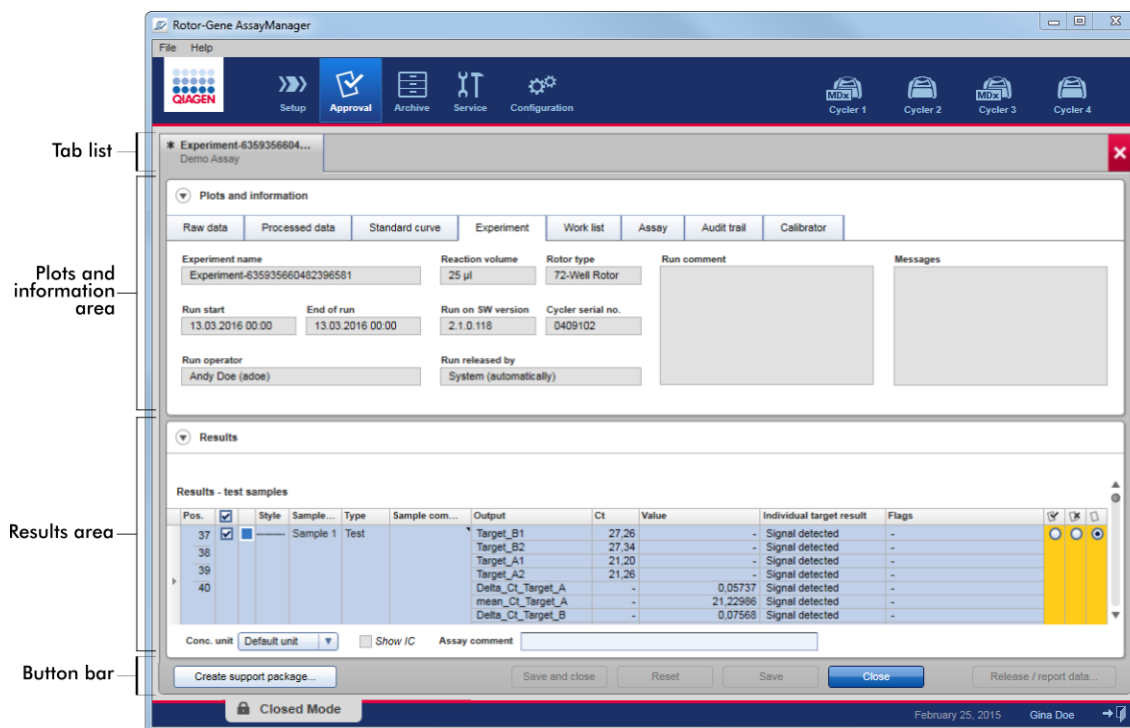 Rotor-Gene AssayManager
File Help
QIAGEN
Setup Approval Archive Service Configuration
MDx MDx
Cycler 1 Cycler 2 Cycler 3 Cycler 4
Tab list
* Experiment-6359356604...
Demo Assay
Plots and information area
Plots and information
Raw data Processed data Standard curve Experiment Work list Assay Audit trail Calibrator
Experiment name Reaction volume Rotor type Run comment Messages
Experiment-635935660482396581 25 µl 72-Well Rotor
Run start End of run Run on SW version Cycler serial no.
13.03.2016 00:00 13.03.2016 00:00 2.1.0.118 0409102
Run operator Run released by
Andy Doe (adoe) System (automatically)
Results area
Results
Results - test samples
Pos. Style Sample... Type Sample com... Output Ct Value Individual target result Flags
37 Sample 1 Test Target_B1 27,26 - Signal detected -
38 Target_B2 27,34 - Signal detected -
39 Target_A1 21,20 - Signal detected -
Target_A2 21,26 - Signal detected -
40 Delta_Ct_Target_A - 0,05737 Signal detected -
mean_Ct_Target_A - 21,22986 Signal detected -
Delta_Ct_Target_B - 0,07568 Signal detected -
Conc. unit Default unit Show IC Assay comment
Button bar
Create support package... Save and close Reset Save Close Release / report data...
Closed Mode
February 25, 2015 Gina Doe